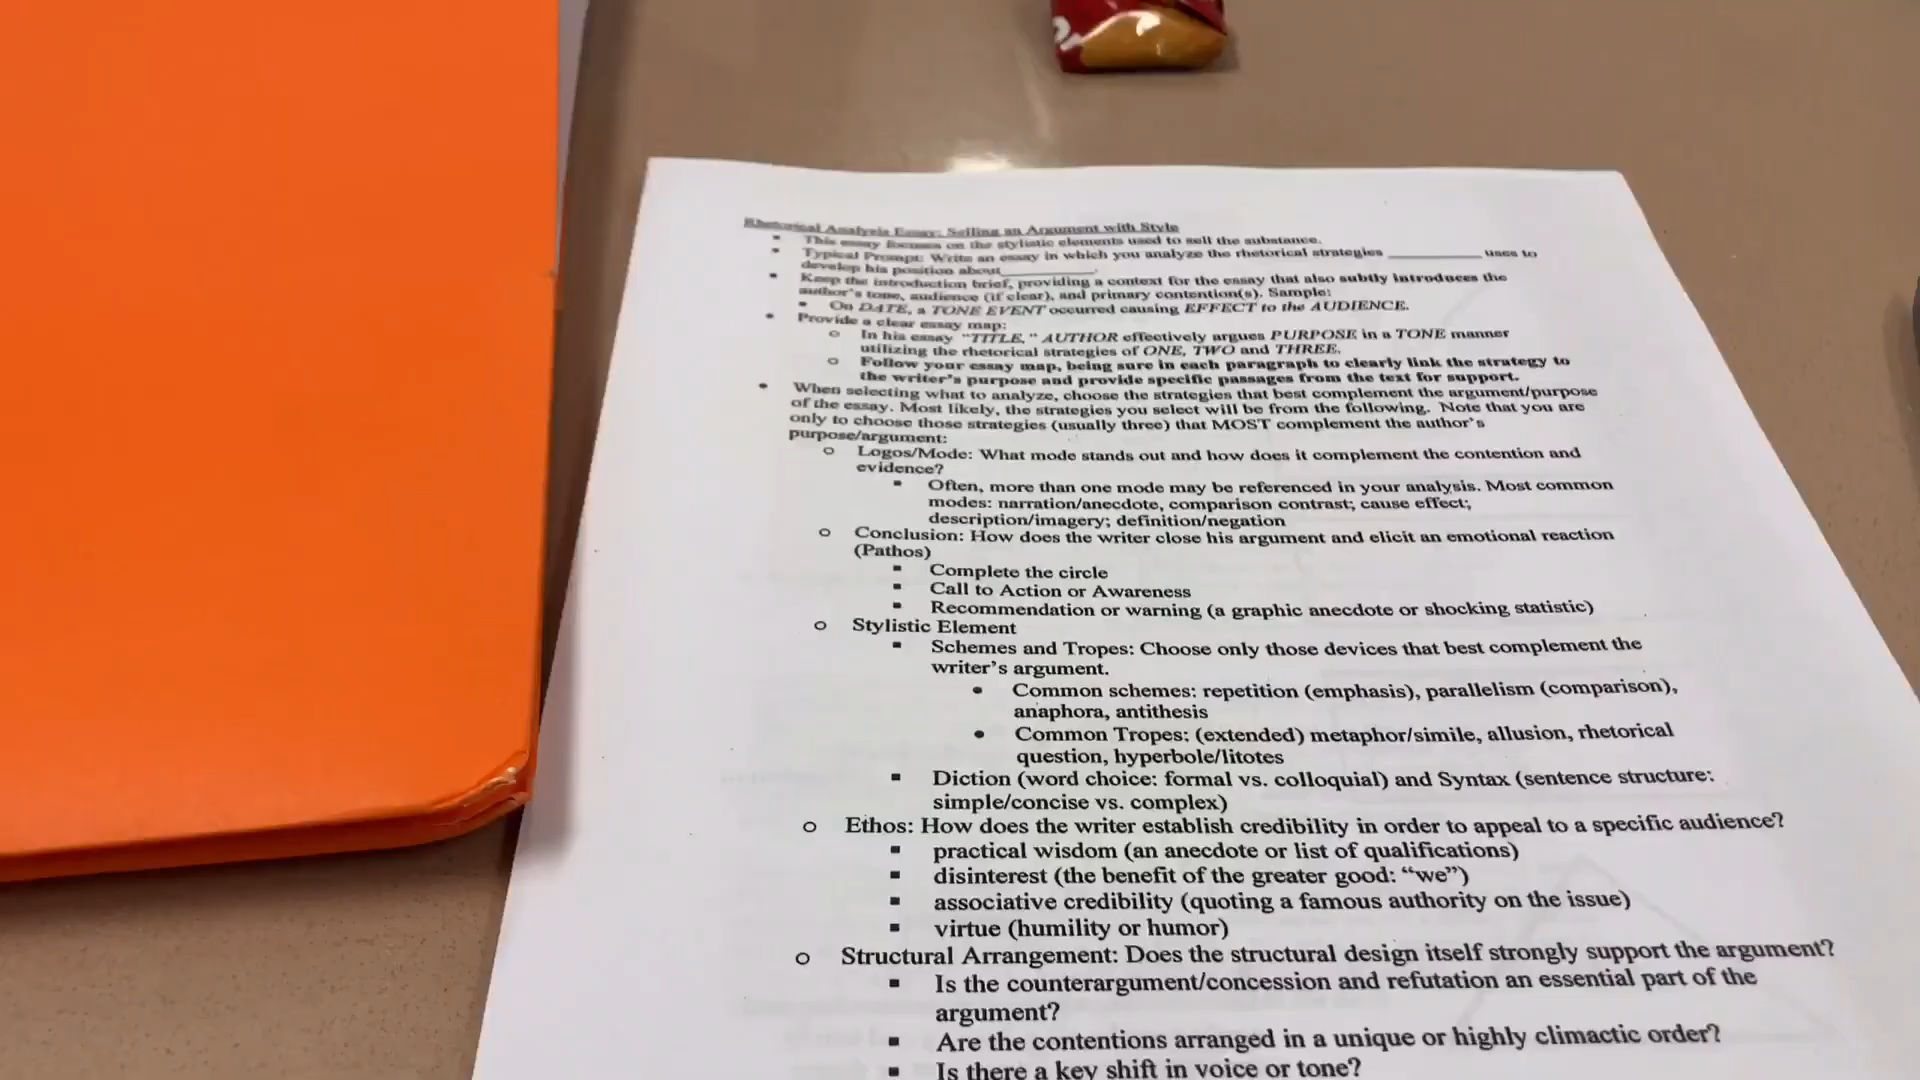 Rhetorical Analysis Essay: Selling an Argument with Style
▪ This essay focuses on the stylistic elements used to sell the substance.
▪ Typical Prompt: Write an essay in which you analyze the rhetorical strategies __________ uses to
develop his position about__________.
▪ Keep the introduction brief, providing a context for the essay that also subtly introduces the
author's tone, audience (if clear), and primary contention(s). Sample:
▪ On DATE, a TONE EVENT occurred causing EFFECT to the AUDIENCE.
• Provide a clear essay map:
o In his essay "TITLE," AUTHOR effectively argues PURPOSE in a TONE manner
utilizing the rhetorical strategies of ONE, TWO and THREE.
o Follow your essay map, being sure in each paragraph to clearly link the strategy to
the writer's purpose and provide specific passages from the text for support.
• When selecting what to analyze, choose the strategies that best complement the argument/purpose
of the essay. Most likely, the strategies you select will be from the following. Note that you are
only to choose those strategies (usually three) that MOST complement the author's
purpose/argument:
o Logos/Mode: What mode stands out and how does it complement the contention and
evidence?
▪ Often, more than one mode may be referenced in your analysis. Most common
modes: narration/anecdote, comparison contrast; cause effect;
description/imagery; definition/negation
o Conclusion: How does the writer close his argument and elicit an emotional reaction
(Pathos)
▪ Complete the circle
▪ Call to Action or Awareness
▪ Recommendation or warning (a graphic anecdote or shocking statistic)
o Stylistic Element
▪ Schemes and Tropes: Choose only those devices that best complement the
writer's argument.
• Common schemes: repetition (emphasis), parallelism (comparison),
anaphora, antithesis
• Common Tropes: (extended) metaphor/simile, allusion, rhetorical
question, hyperbole/litotes
▪ Diction (word choice: formal vs. colloquial) and Syntax (sentence structure:
simple/concise vs. complex)
o Ethos: How does the writer establish credibility in order to appeal to a specific audience?
▪ practical wisdom (an anecdote or list of qualifications)
▪ disinterest (the benefit of the greater good: "we")
▪ associative credibility (quoting a famous authority on the issue)
▪ virtue (humility or humor)
o Structural Arrangement: Does the structural design itself strongly support the argument?
▪ Is the counterargument/concession and refutation an essential part of the
argument?
▪ Are the contentions arranged in a unique or highly climactic order?
▪ Is there a key shift in voice or tone?